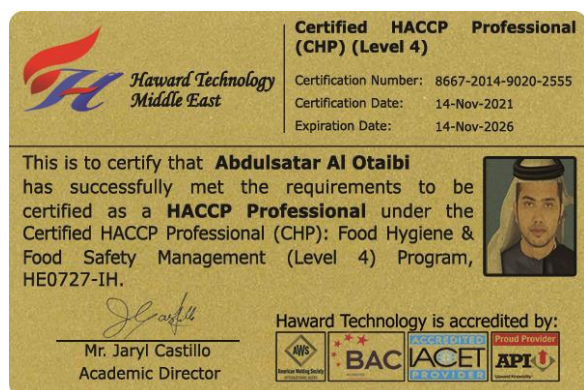 Haward Technology
Middle East
Certified HACCP Professional
(CHP) (Level 4)
Certification Number: 8667-2014-9020-2555
Certification Date: 14-Nov-2021
Expiration Date: 14-Nov-2026
This is to certify that Abdulsatar Al Otaibi
has successfully met the requirements to be
certified as a HACCP Professional under the
Certified HACCP Professional (CHP): Food Hygiene &
Food Safety Management (Level 4) Program,
HE0727-IH.
Mr. Jaryl Castillo
Academic Director
Haward Technology is accredited by:
AWS
American Welding Society
BAC
ACCREDITED
IACET
PROVIDER
Proud Provider
API U